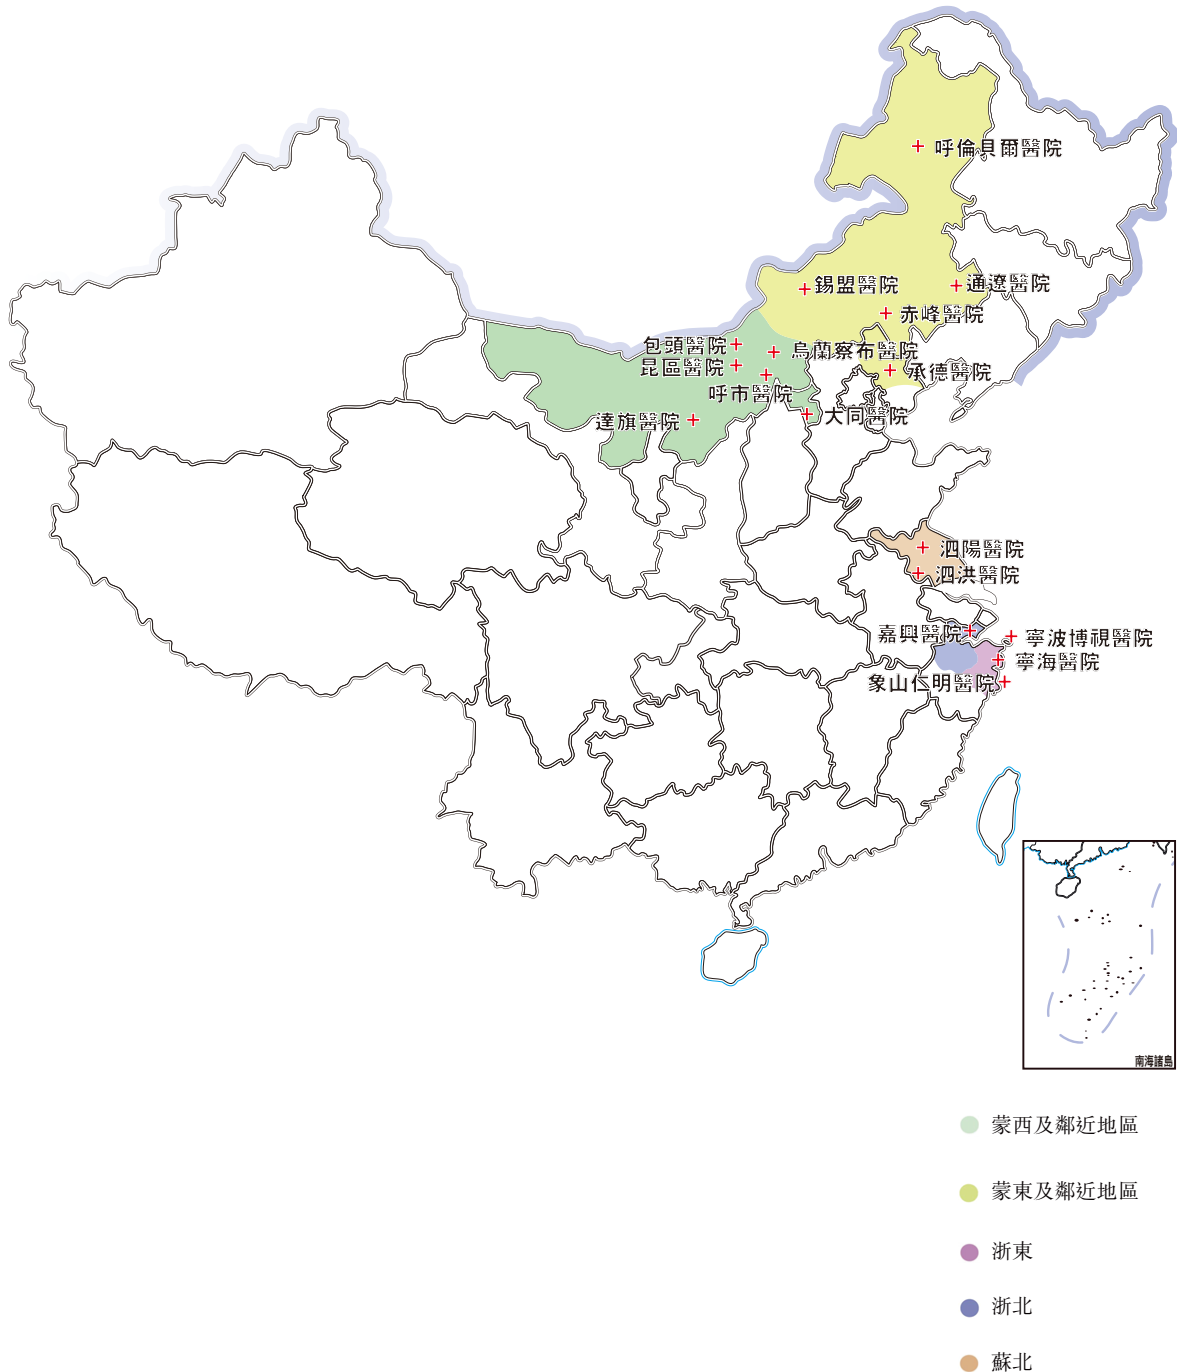 呼倫貝爾醫院
錫盟醫院
通遼醫院
赤峰醫院
包頭醫院
烏蘭察布醫院
昆區醫院
承德醫院
呼市醫院
達旗醫院
大同醫院
泗陽醫院
泗洪醫院
嘉興醫院
寧波博視醫院
寧海醫院
象山仁明醫院
南海諸島
蒙西及鄰近地區
蒙東及鄰近地區
浙東
浙北
蘇北